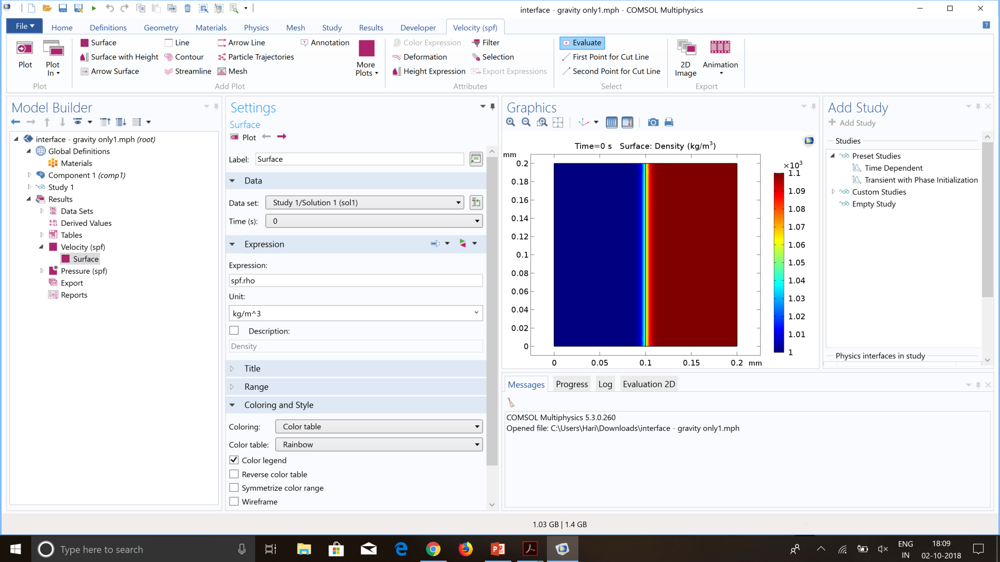 interface - gravity only1.mph - COMSOL Multiphysics
File Home Definitions Geometry Materials Physics Mesh Study Results Developer Velocity (spf)
Surface Line Arrow Line Annotation Color Expression Filter Evaluate
Surface with Height Contour Particle Trajectories Deformation Selection First Point for Cut Line
Arrow Surface Streamline Mesh Height Expression Export Expressions Second Point for Cut Line
Plot Plot In More Plots 2D Image Animation
Plot Add Plot Attributes Select Export
Model Builder
interface - gravity only1.mph (root)
Global Definitions
Materials
Component 1 (comp1)
Study 1
Results
Data Sets
8.85
e-12
Derived Values
Tables
Velocity (spf)
Surface
Pressure (spf)
Export
Reports
Settings
Surface
Plot
Label: Surface
Data
Data set: Study 1/Solution 1 (sol1)
Time (s): 0
Expression
Expression:
spf.rho
Unit:
kg/m^3
Description:
Density
Title
Range
Coloring and Style
Coloring: Color table
Color table: Rainbow
Color legend
Reverse color table
Symmetrize color range
Wireframe
Graphics
Time=0 s Surface: Density (kg/m³)
mm
0.2
0.18
0.16
0.14
0.12
0.1
0.08
0.06
0.04
0.02
0
0 0.05 0.1 0.15 0.2 mm
×10³
1.1
1.09
1.08
1.07
1.06
1.05
1.04
1.03
1.02
1.01
1
Add Study
Add Study
Studies
Preset Studies
Time Dependent
Transient with Phase Initialization
Custom Studies
Empty Study
Physics interfaces in study
Messages Progress Log Evaluation 2D
COMSOL Multiphysics 5.3.0.260
Opened file: C:\Users\Hari\Downloads\interface - gravity only1.mph
1.03 GB | 1.4 GB
Type here to search
ENG
IN
18:09
02-10-2018